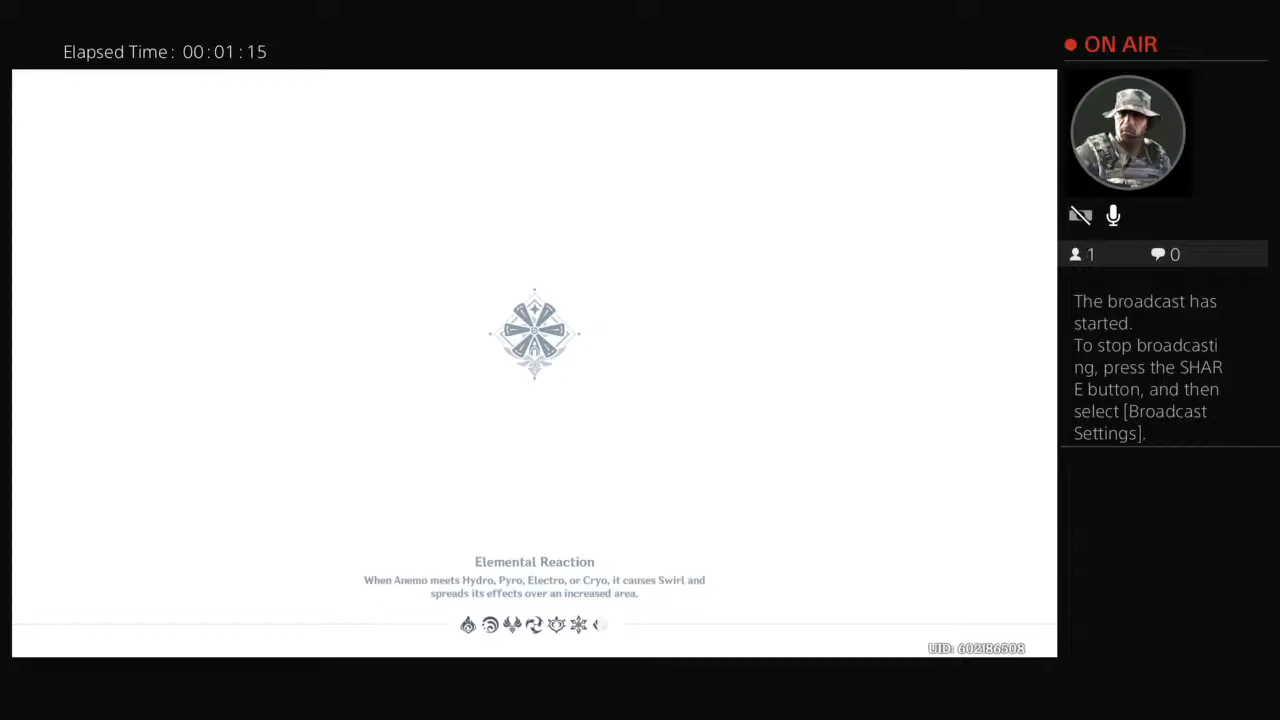 Elapsed Time: 00:01:15
ON AIR
1 0
The broadcast has
started.
To stop broadcasti
ng, press the SHAR
E button, and then
select [Broadcast
Settings].
Elemental Reaction
When Anemo meets Hydro, Pyro, Electro, or Cryo, it causes Swirl and
spreads its effects over an increased area.
UID: 602186508